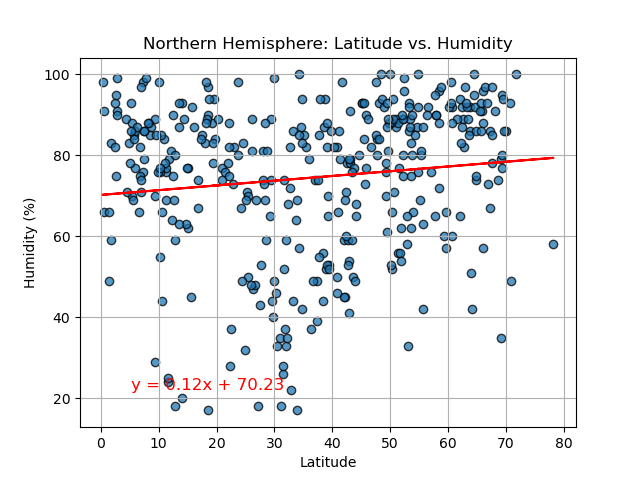 Northern Hemisphere: Latitude vs. Humidity
Humidity (%)
100
80
60
40
20
y = 0.12x + 70.23
0 10 20 30 40 50 60 70 80
Latitude